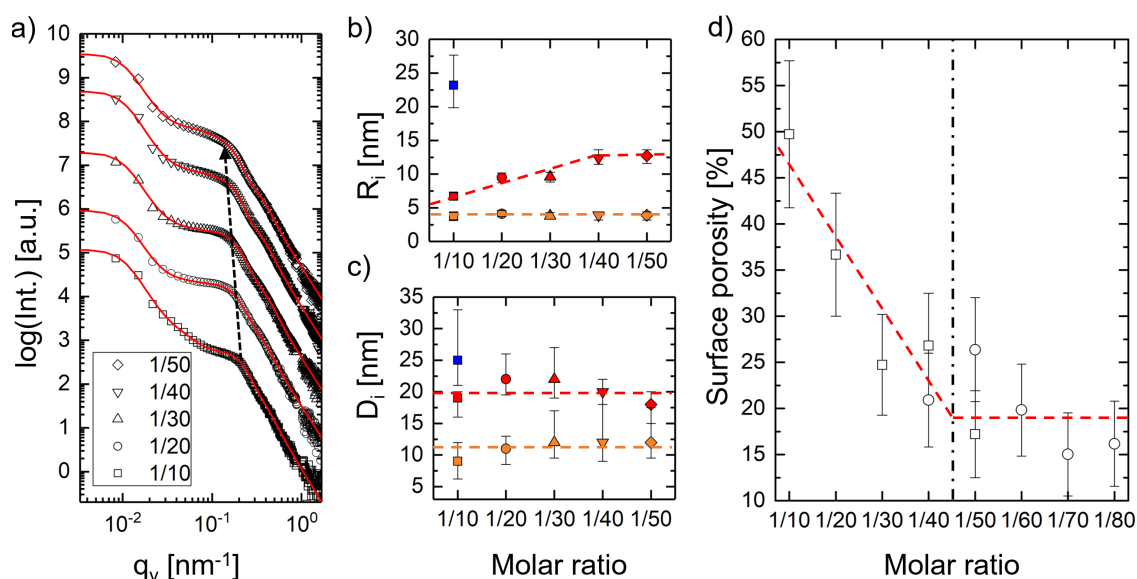 a)
log(Int.) [a.u.]
10
9
8
7
6
5
4
3
2
1
0
1/50
1/40
1/30
1/20
1/10
10⁻² 10⁻¹ 10⁰
qᵧ [nm⁻¹]
b)
Rᵢ [nm]
30
25
20
15
10
5
0
1/10 1/20 1/30 1/40 1/50
c)
Dᵢ [nm]
35
30
25
20
15
10
5
1/10 1/20 1/30 1/40 1/50
Molar ratio
d)
Surface porosity [%]
60
55
50
45
40
35
30
25
20
15
10
1/10 1/20 1/30 1/40 1/50 1/60 1/70 1/80
Molar ratio